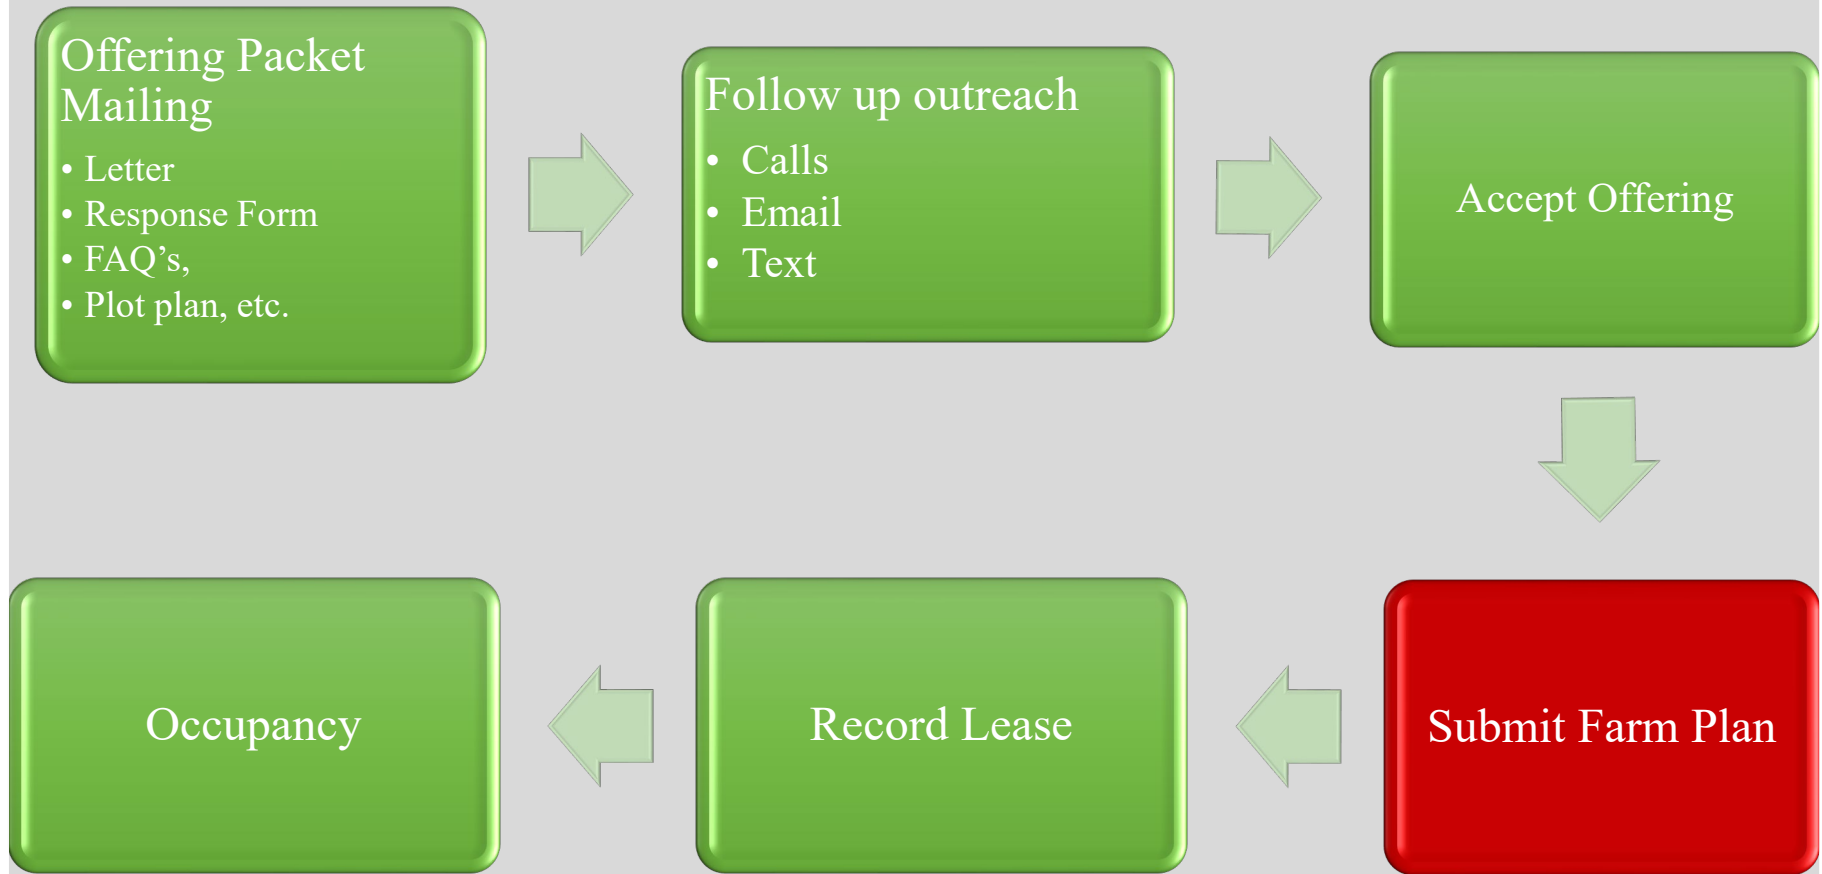 Offering Packet
Mailing
• Letter
• Response Form
• FAQ’s,
• Plot plan, etc.
Follow up outreach
• Calls
• Email
• Text
Accept Offering
Submit Farm Plan
Record Lease
Occupancy